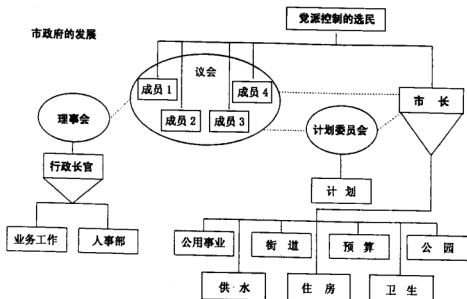 党派控制的选民
市政府的发展
议会
成员 1
成员 4
成员 2
成员 3
市 长
理事会
计划委员会
行政长官
计 划
业务工作
人事部
公用事业
街 道
预 算
公 园
供 水
住 房
卫 生